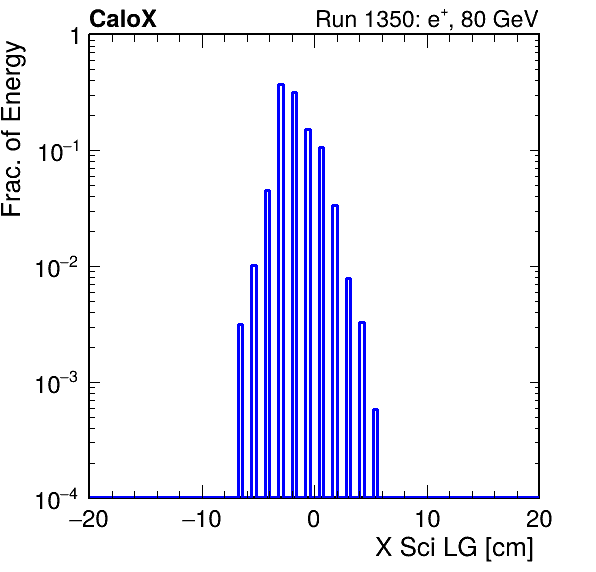 CaloX Run 1350: e⁺, 80 GeV
Frac. of Energy
1
10⁻¹
10⁻²
10⁻³
10⁻⁴
−20 −10 0 10 20
X Sci LG [cm]